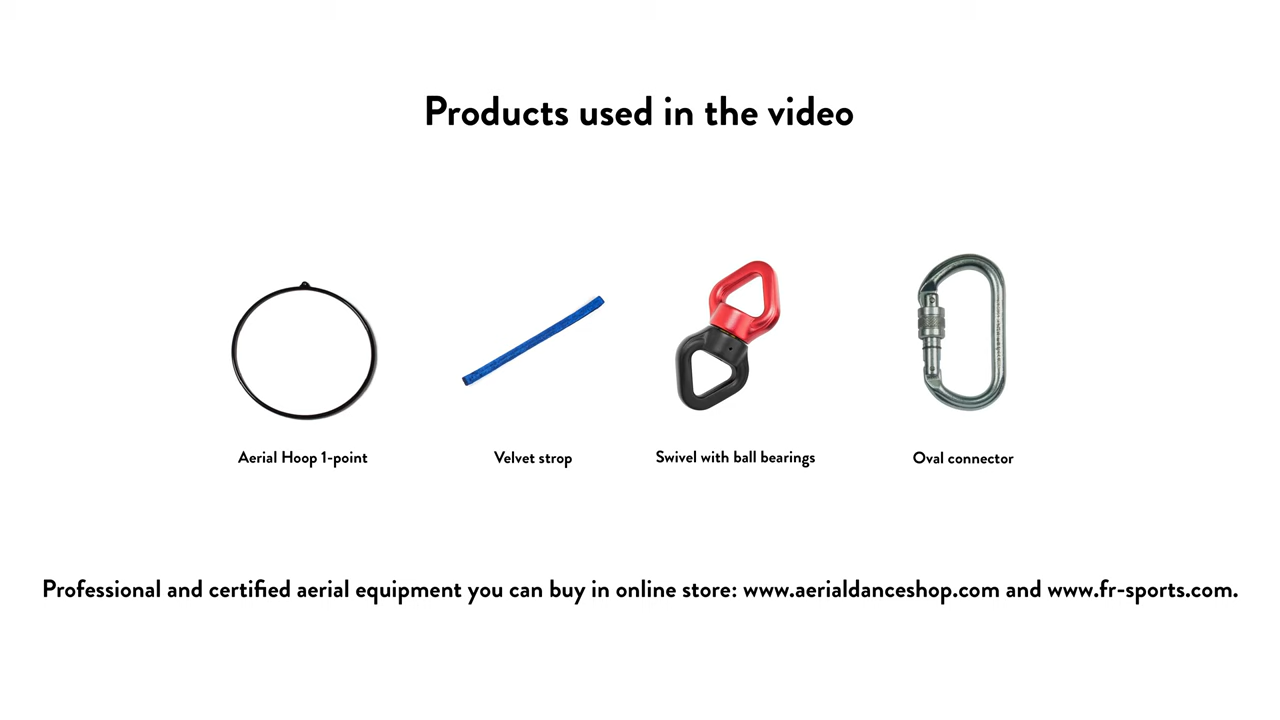 Products used in the video
Aerial Hoop 1-point
Velvet strop
Swivel with ball bearings
Oval connector
Professional and certified aerial equipment you can buy in online store: www.aerialdanceshop.com and www.fr-sports.com.